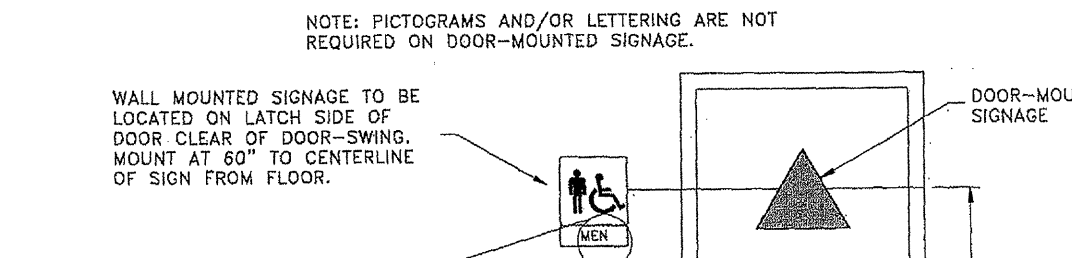 NOTE: PICTOGRAMS AND/OR LETTERING ARE NOT
REQUIRED ON DOOR-MOUNTED SIGNAGE.
WALL MOUNTED SIGNAGE TO BE
LOCATED ON LATCH SIDE OF
DOOR CLEAR OF DOOR-SWING.
MOUNT AT 60" TO CENTERLINE
OF SIGN FROM FLOOR.
DOOR-MOU
SIGNAGE
MEN